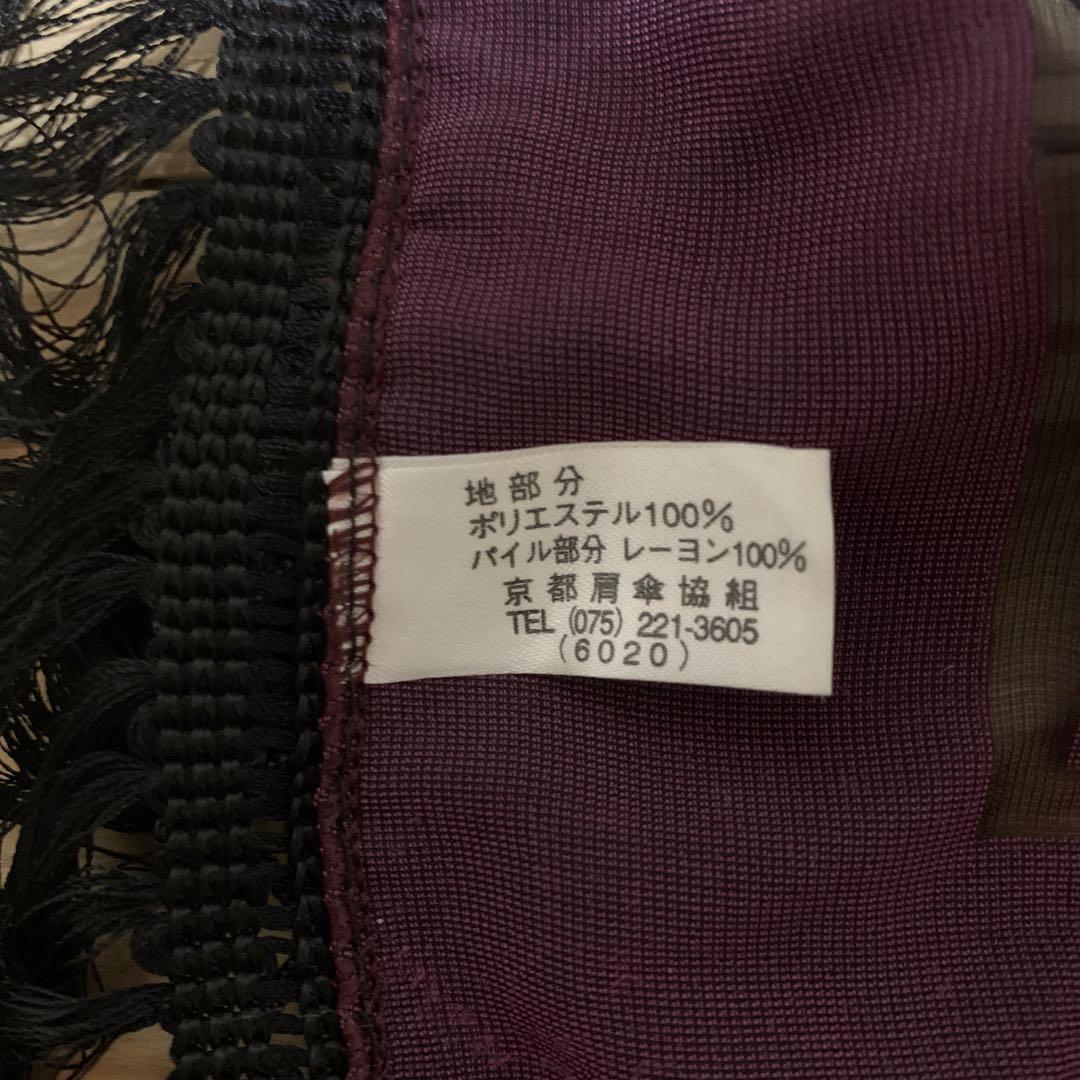 地部分
ポリエステル100%
パイル部分 レーヨン100%
京都肩傘協組
TEL (075) 221-3605
(6020)